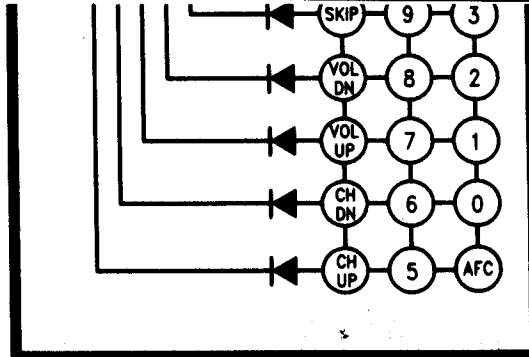 SKIP 9 3
VOL DN 8 2
VOL UP 7 1
CH DN 6 0
CH UP 5 AFC